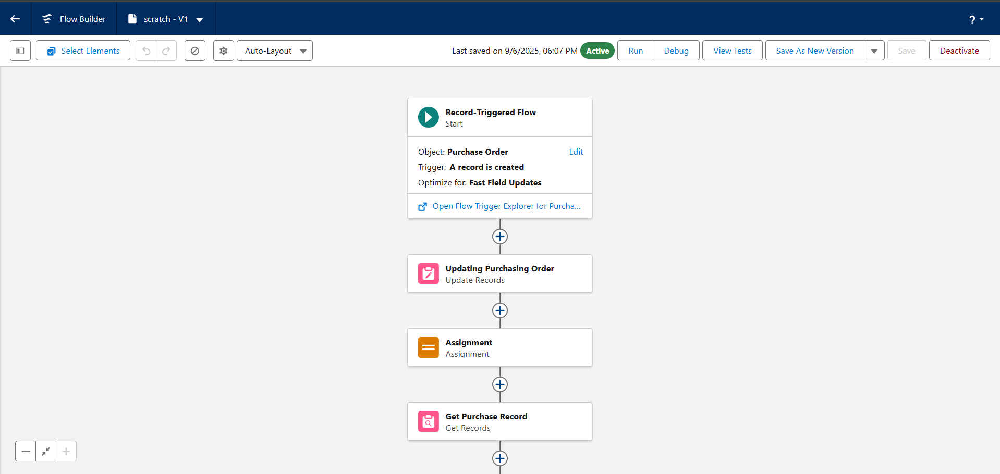 Flow Builder
scratch - V1
?
Select Elements
Auto-Layout
Last saved on 9/6/2025, 06:07 PM
Active
Run
Debug
View Tests
Save As New Version
Save
Deactivate
Record-Triggered Flow
Start
Object: Purchase Order
Edit
Trigger: A record is created
Optimize for: Fast Field Updates
Open Flow Trigger Explorer for Purcha...
Updating Purchasing Order
Update Records
Assignment
Assignment
Get Purchase Record
Get Records